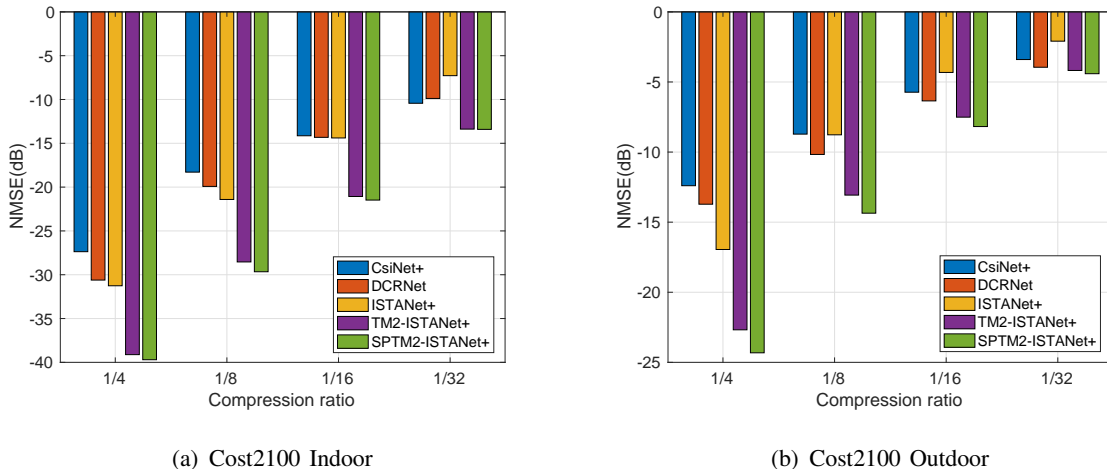 0
-5
-10
-15
-20
-25
-30
-35
-40
NMSE(dB)
1/4 1/8 1/16 1/32
Compression ratio
CsiNet+
DCRNet
ISTANet+
TM2-ISTANet+
SPTM2-ISTANet+
(a) Cost2100 Indoor
0
-5
-10
-15
-20
-25
NMSE(dB)
1/4 1/8 1/16 1/32
Compression ratio
CsiNet+
DCRNet
ISTANet+
TM2-ISTANet+
SPTM2-ISTANet+
(b) Cost2100 Outdoor